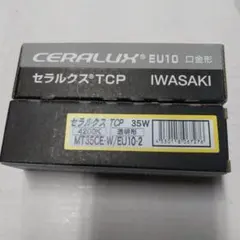 CERALUX® EU10 口金形
セラルクス®TCP IWASAKI
セラルクス TCP 35W
4200K 透明形
MT35CE-W/EU10-2